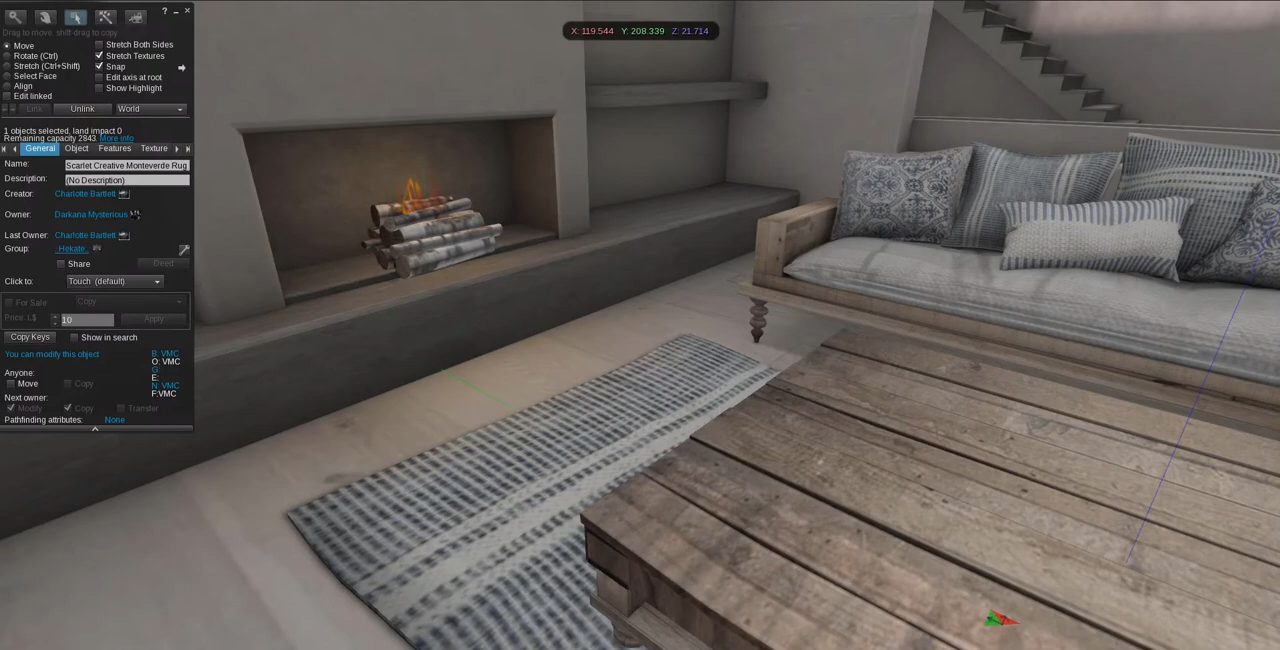 ? _ ×
Drag to move, shift-drag to copy
Move
Rotate (Ctrl)
Stretch (Ctrl+Shift)
Select Face
Align
Edit linked
Stretch Both Sides
Stretch Textures
Snap
Edit axis at root
Show Highlight
Link Unlink World
1 objects selected, land impact 0
Remaining capacity 2843. More info
General Object Features Texture
Name: Scarlet Creative Monteverde Rug
Description: (No Description)
Creator: Charlotte Bartlett
Owner: Darkana Mysterious
Last Owner: Charlotte Bartlett
Group: Hekate
Share Deed
Click to: Touch (default)
For Sale: Copy
Price: L$ 10 Apply
Copy Keys Show in search
You can modify this object
B: VMC
O: VMC
G:
E:
N: VMC
F:VMC
Anyone:
Move Copy
Next owner:
Modify Copy Transfer
Pathfinding attributes: None
X: 119.544 Y: 208.339 Z: 21.714